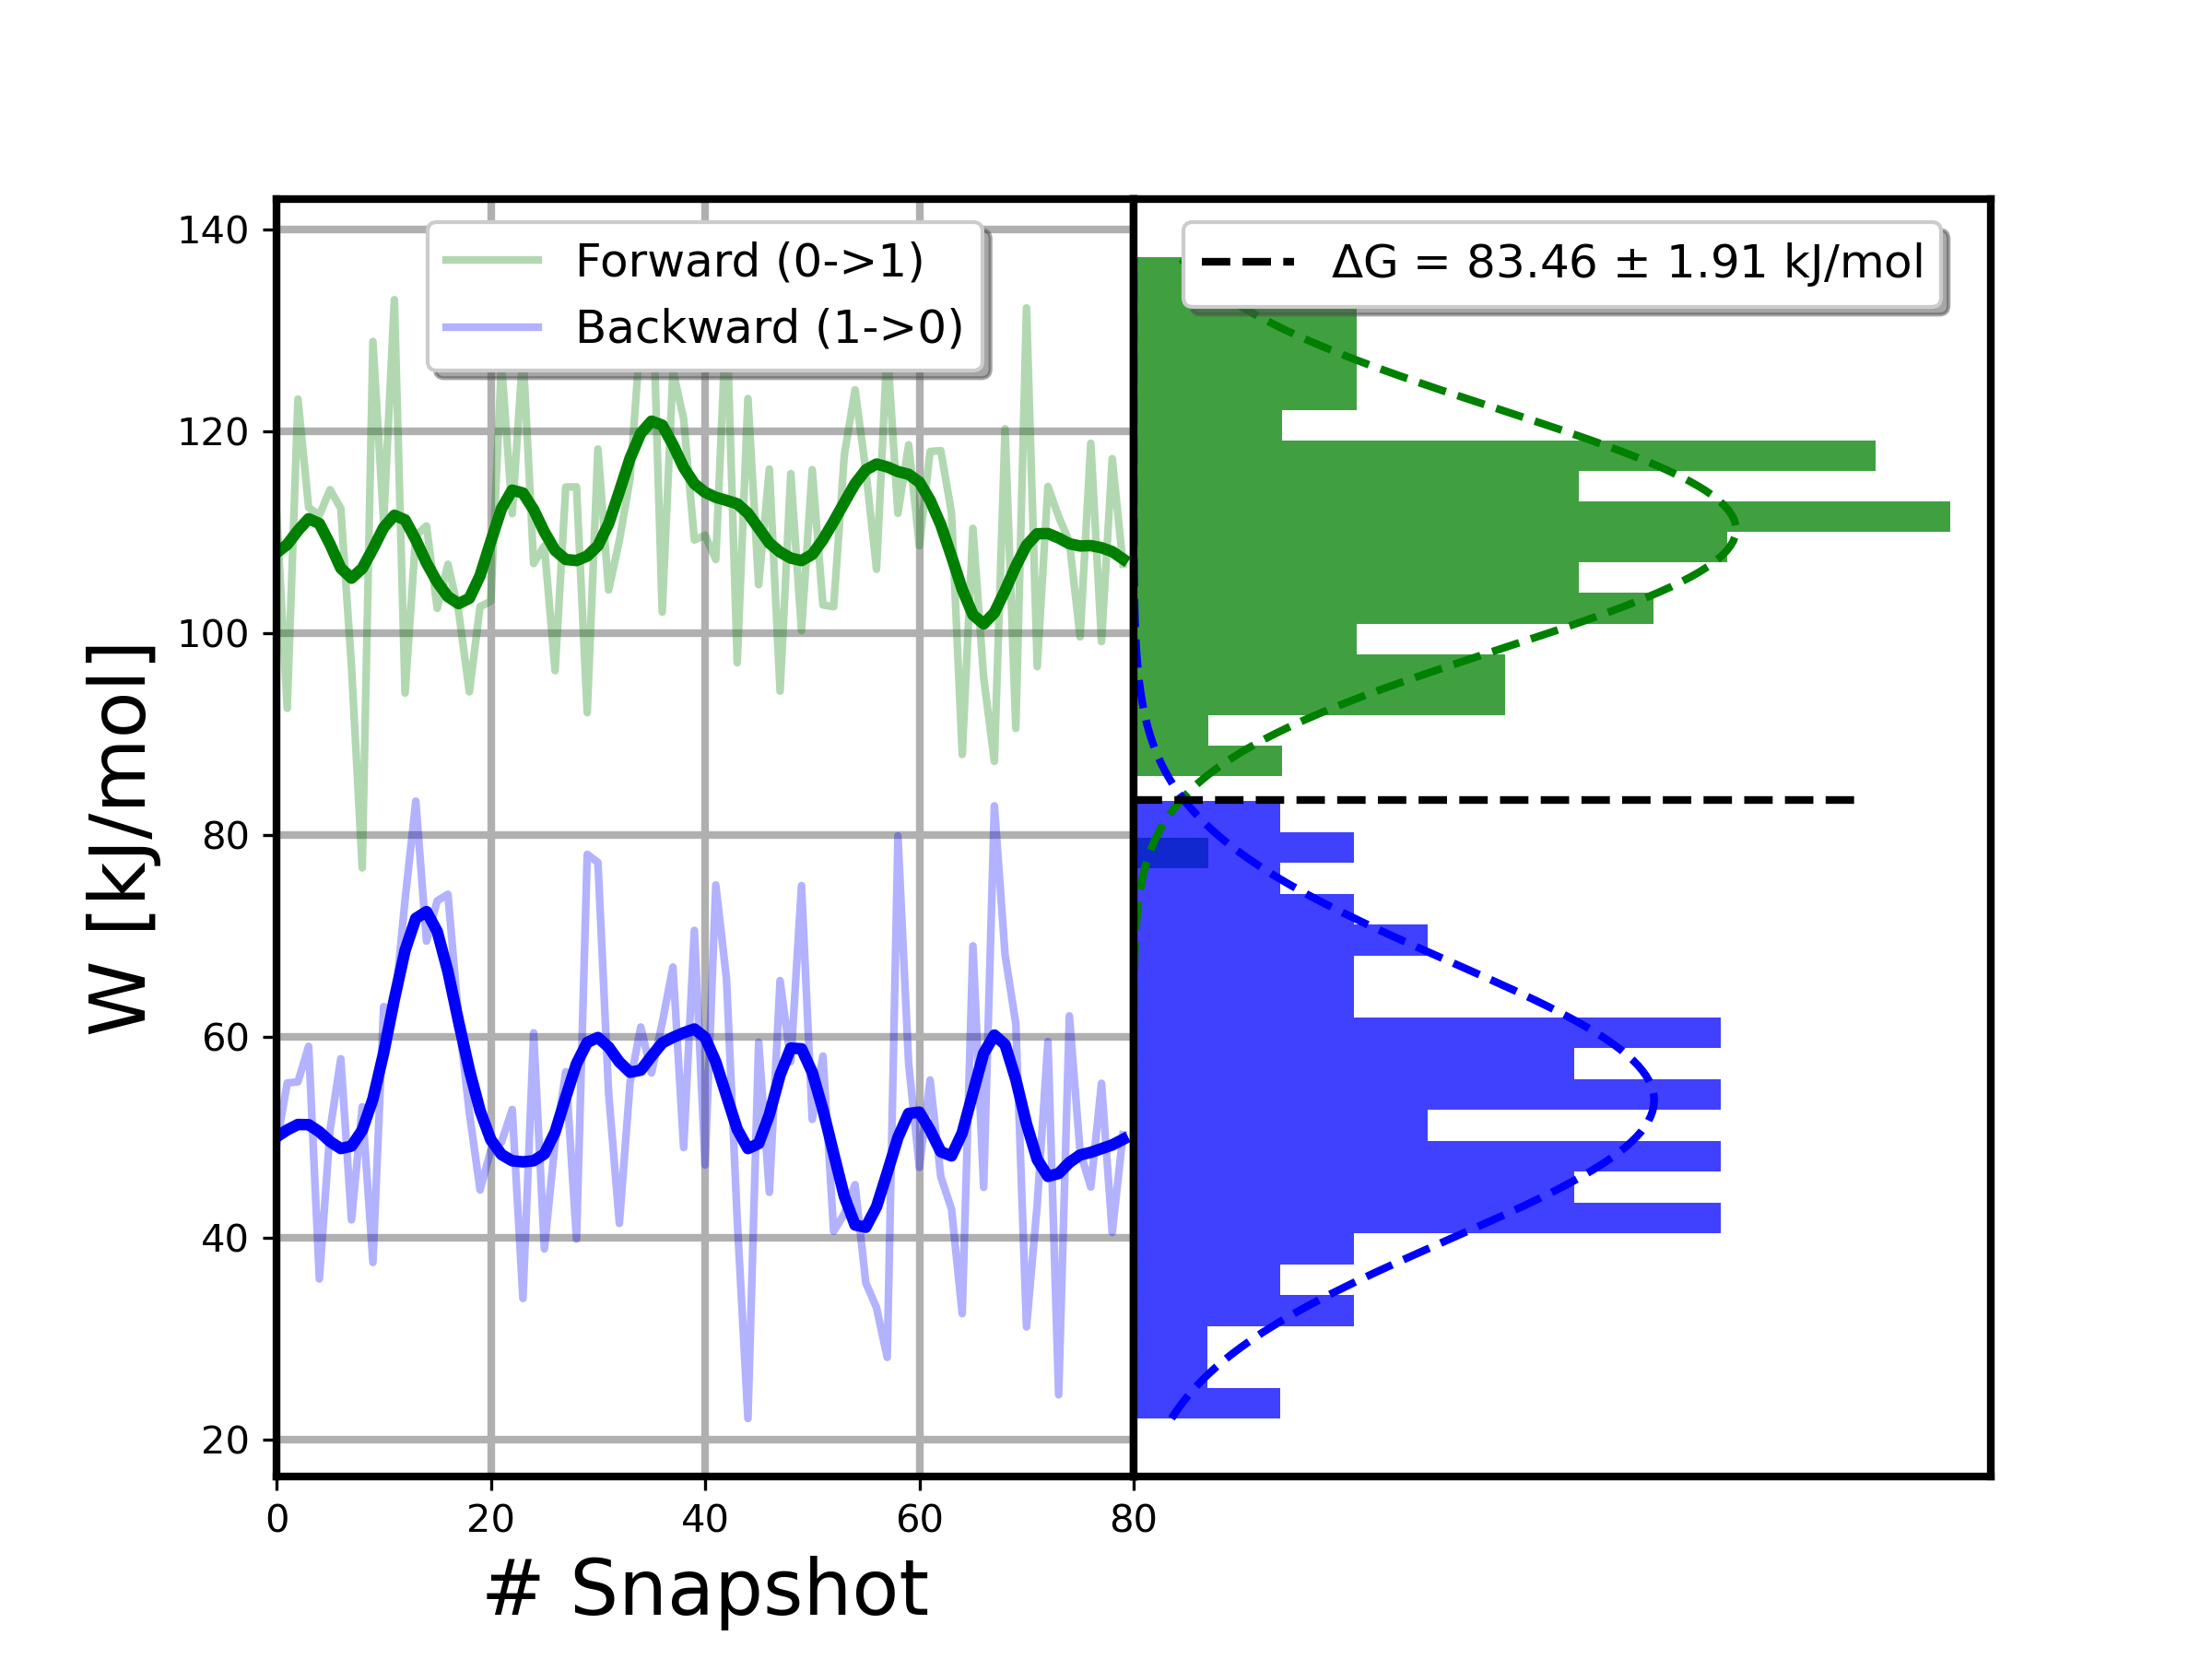 Forward (0->1)
Backward (1->0)
ΔG = 83.46 ± 1.91 kJ/mol
W [kJ/mol]
140
120
100
80
60
40
20
0
20
40
60
80
# Snapshot